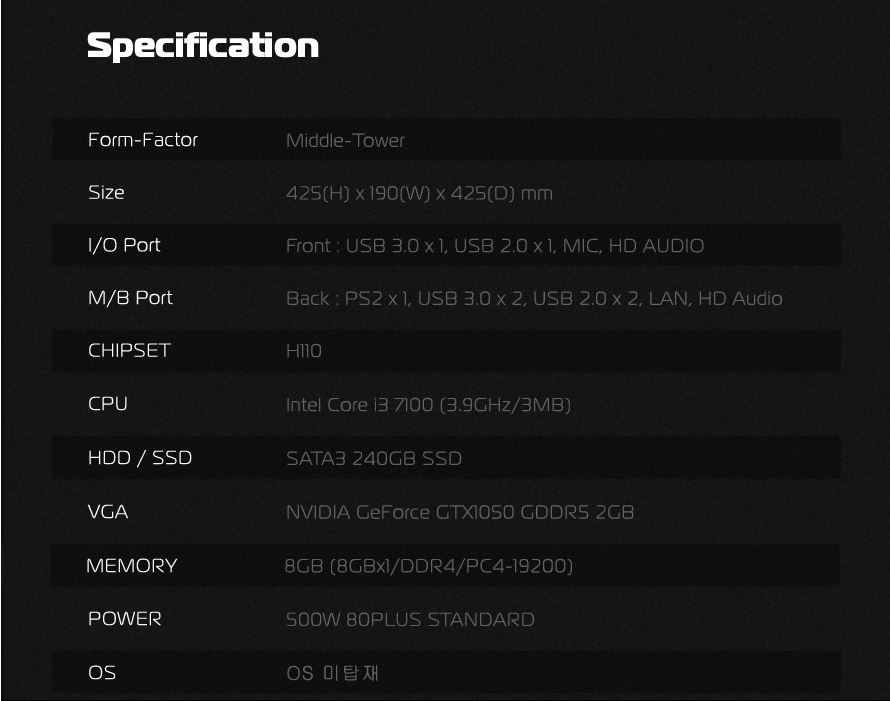 Specification
Form-Factor Middle-Tower
Size 425(H) x 190(W) x 425(D) mm
I/O Port Front : USB 3.0 x 1, USB 2.0 x 1, MIC, HD AUDIO
M/B Port Back : PS2 x 1, USB 3.0 x 2, USB 2.0 x 2, LAN, HD Audio
CHIPSET H110
CPU Intel Core i3 7100 (3.9GHz/3MB)
HDD / SSD SATA3 240GB SSD
VGA NVIDIA GeForce GTX1050 GDDR5 2GB
MEMORY 8GB (8GBx1/DDR4/PC4-19200)
POWER 500W 80PLUS STANDARD
OS OS 미탑재